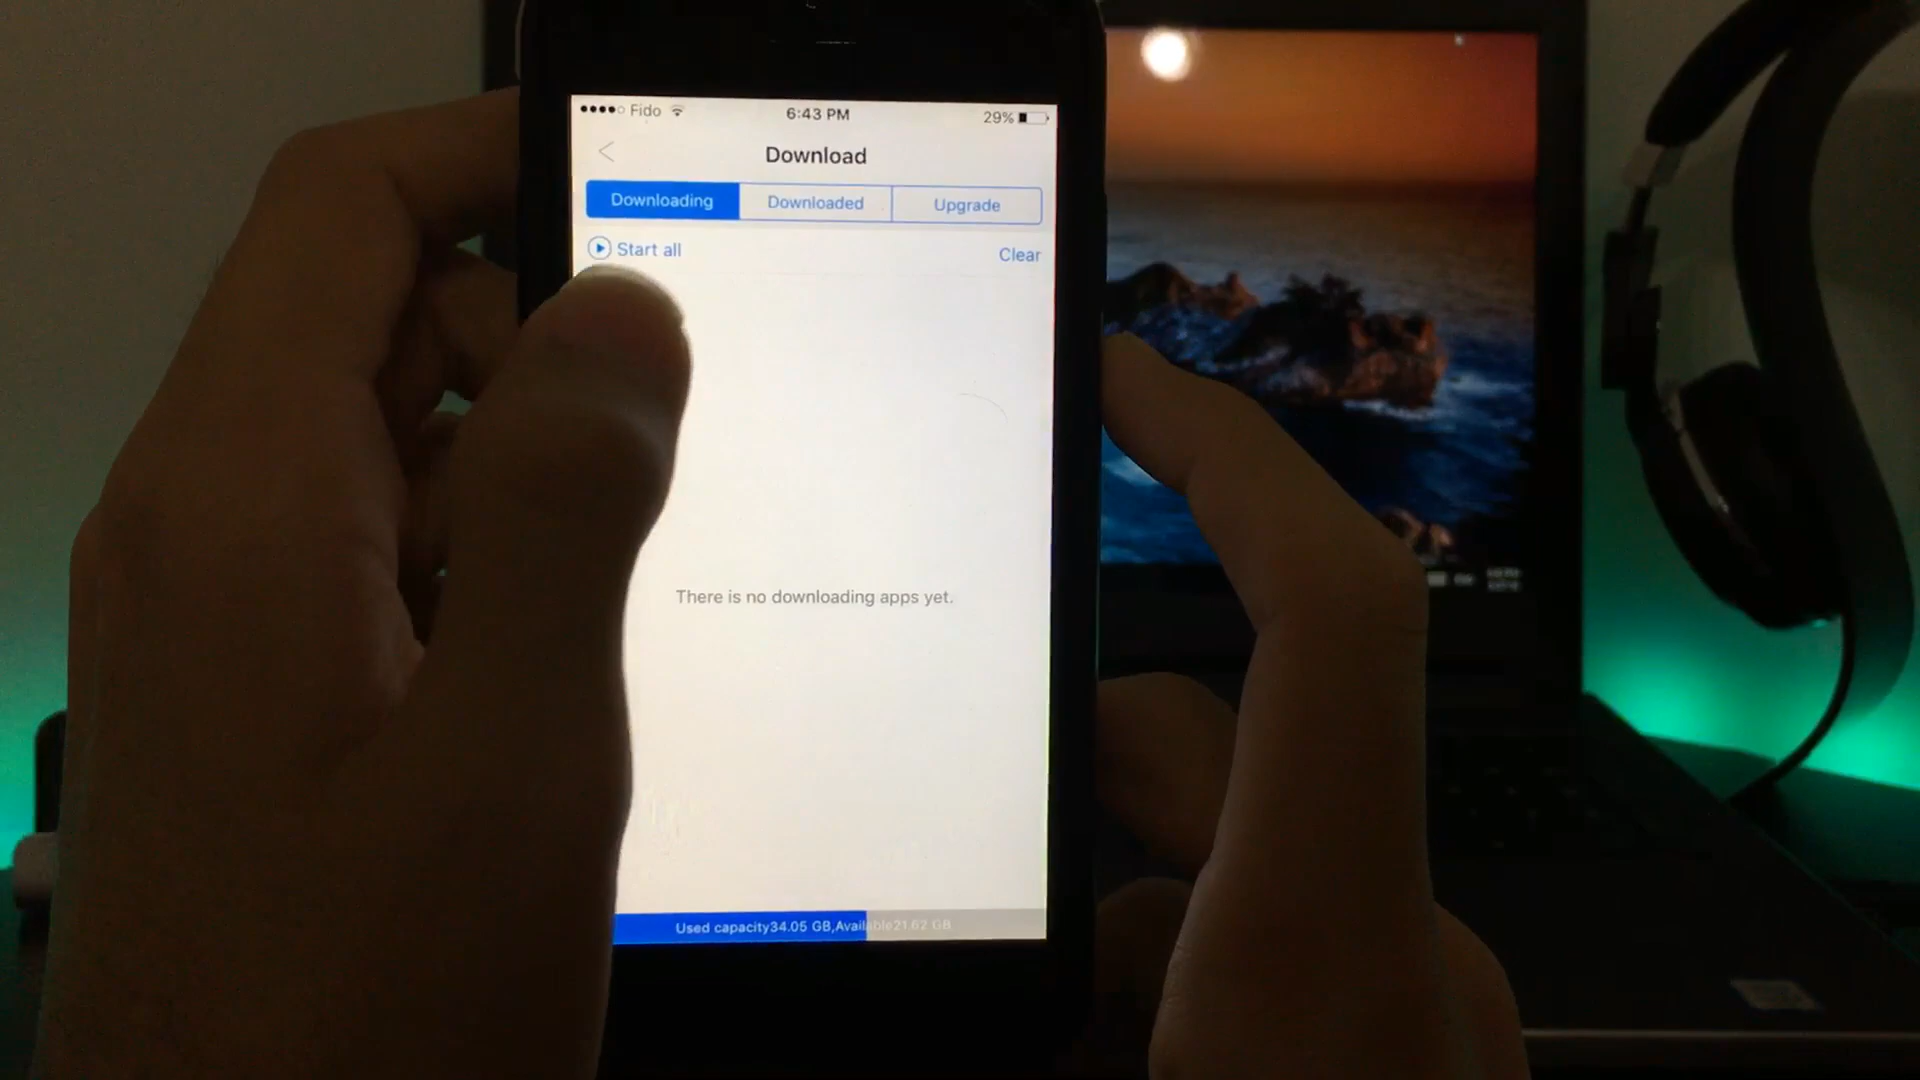 Fido 6:43 PM 29%
<
Download
Downloading Downloaded Upgrade
Start all Clear
There is no downloading apps yet.
Used capacity34.05 GB,Available21.62 GB